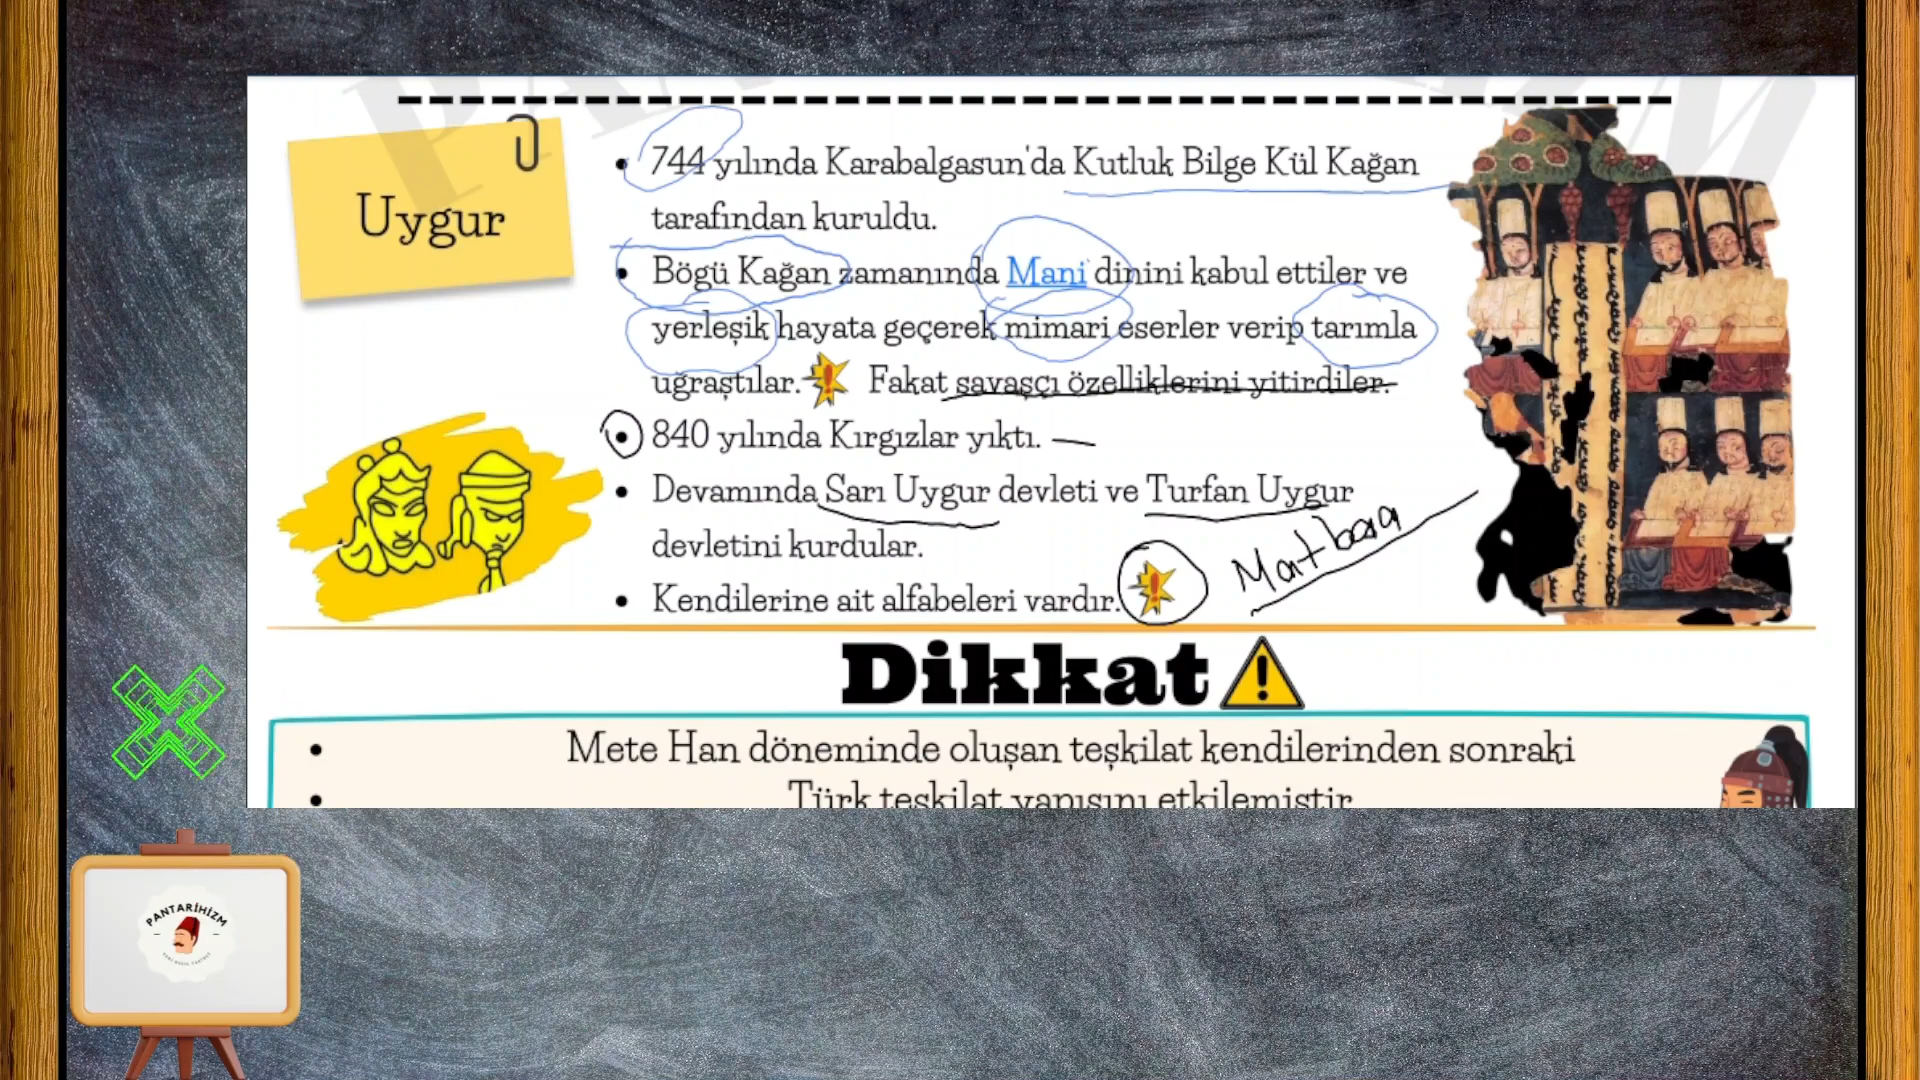 Uygur
744 yılında Karabalgasun'da Kutluk Bilge Kül Kağan
tarafından kuruldu.
Bögü Kağan zamanında Mani dinini kabul ettiler ve
yerleşik hayata geçerek mimari eserler verip tarımla
uğraştılar. Fakat savaşçı özelliklerini yitirdiler.
840 yılında Kırgızlar yıktı.
Devamında Sarı Uygur devleti ve Turfan Uygur
devletini kurdular.
Matbaa
Kendilerine ait alfabeleri vardır.
Dikkat
Mete Han döneminde oluşan teşkilat kendilerinden sonraki
Türk teşkilat yapısını etkilemiştir
PANTARİHİZM